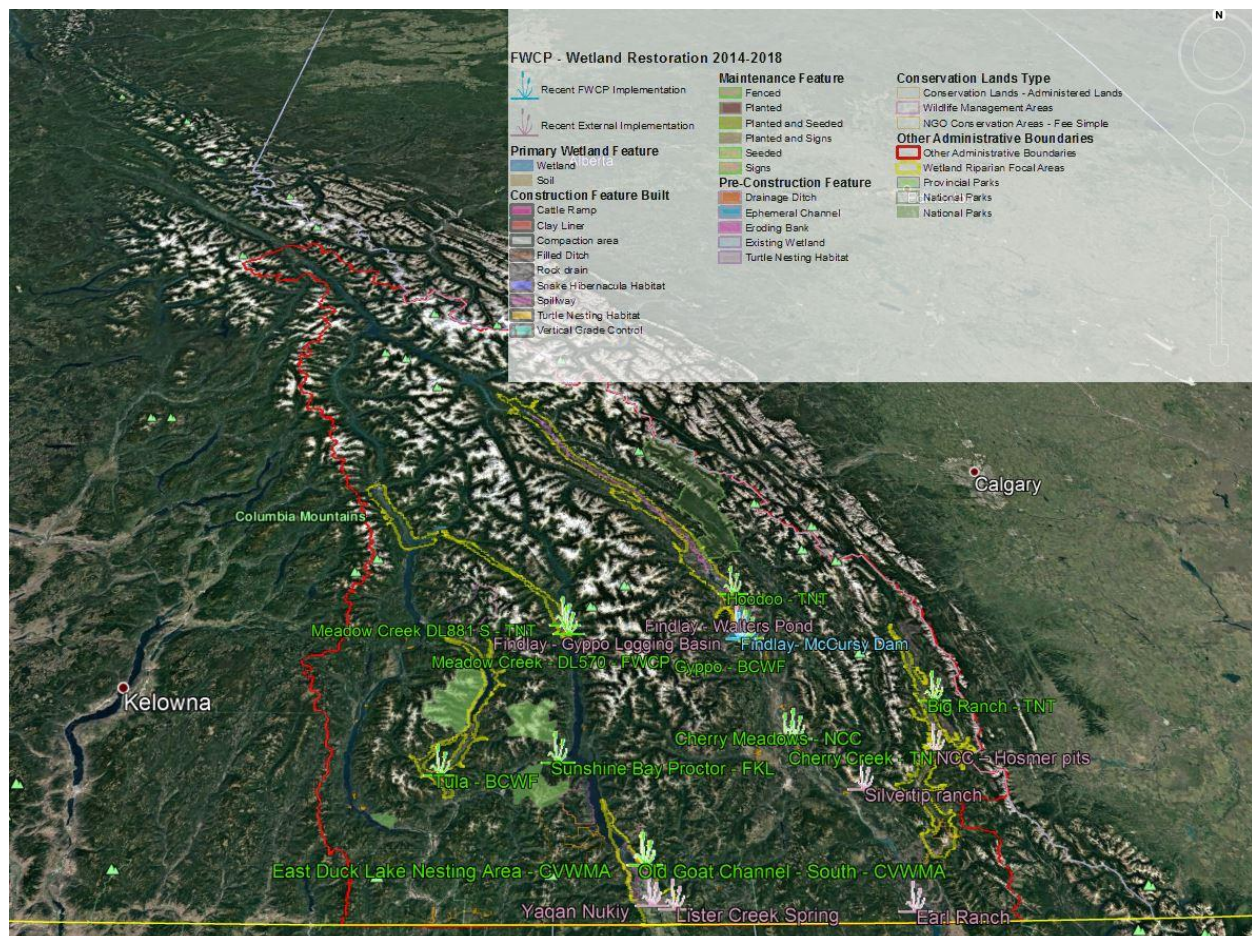 N
FWCP - Wetland Restoration 2014-2018
Recent FWCP Implementation
Recent External Implementation
Primary Wetland Feature
Wetland
Soil
Construction Feature Built
Cattle Ramp
Clay Liner
Compaction area
Filled Ditch
Rock drain
Snake Hibernacula Habitat
Spillway
Turtle Nesting Habitat
Vertical Grade Control
Maintenance Feature
Fenced
Planted
Planted and Seeded
Planted and Signs
Seeded
Signs
Pre-Construction Feature
Drainage Ditch
Ephemeral Channel
Eroding Bank
Existing Wetland
Turtle Nesting Habitat
Conservation Lands Type
Conservation Lands - Administered Lands
Wildlife Management Areas
NGO Conservation Areas - Fee Simple
Other Administrative Boundaries
Other Administrative Boundaries
Wetland Riparian Focal Areas
Provincial Parks
National Parks
National Parks
Alberta
Calgary
Columbia Mountains
Hoodoo - TNT
Meadow Creek DL881 S - TNT
Findlay - Walters Pond
Findlay - Gyppo Logging Basin
Findlay- McCursy Dam
Meadow Creek - DL570 - FWCP
Gyppo - BCWF
Kelowna
Big Ranch - TNT
Cherry Meadows - NCC
Cherry Creek - TN
NCC - Hosmer pits
Sunshine Bay Proctor - FKL
Tula - BCWF
Silvertip ranch
East Duck Lake Nesting Area - CVWMA
Old Goat Channel - South - CVWMA
Yaqan Nukiy
Lister Creek Spring
Earl Ranch